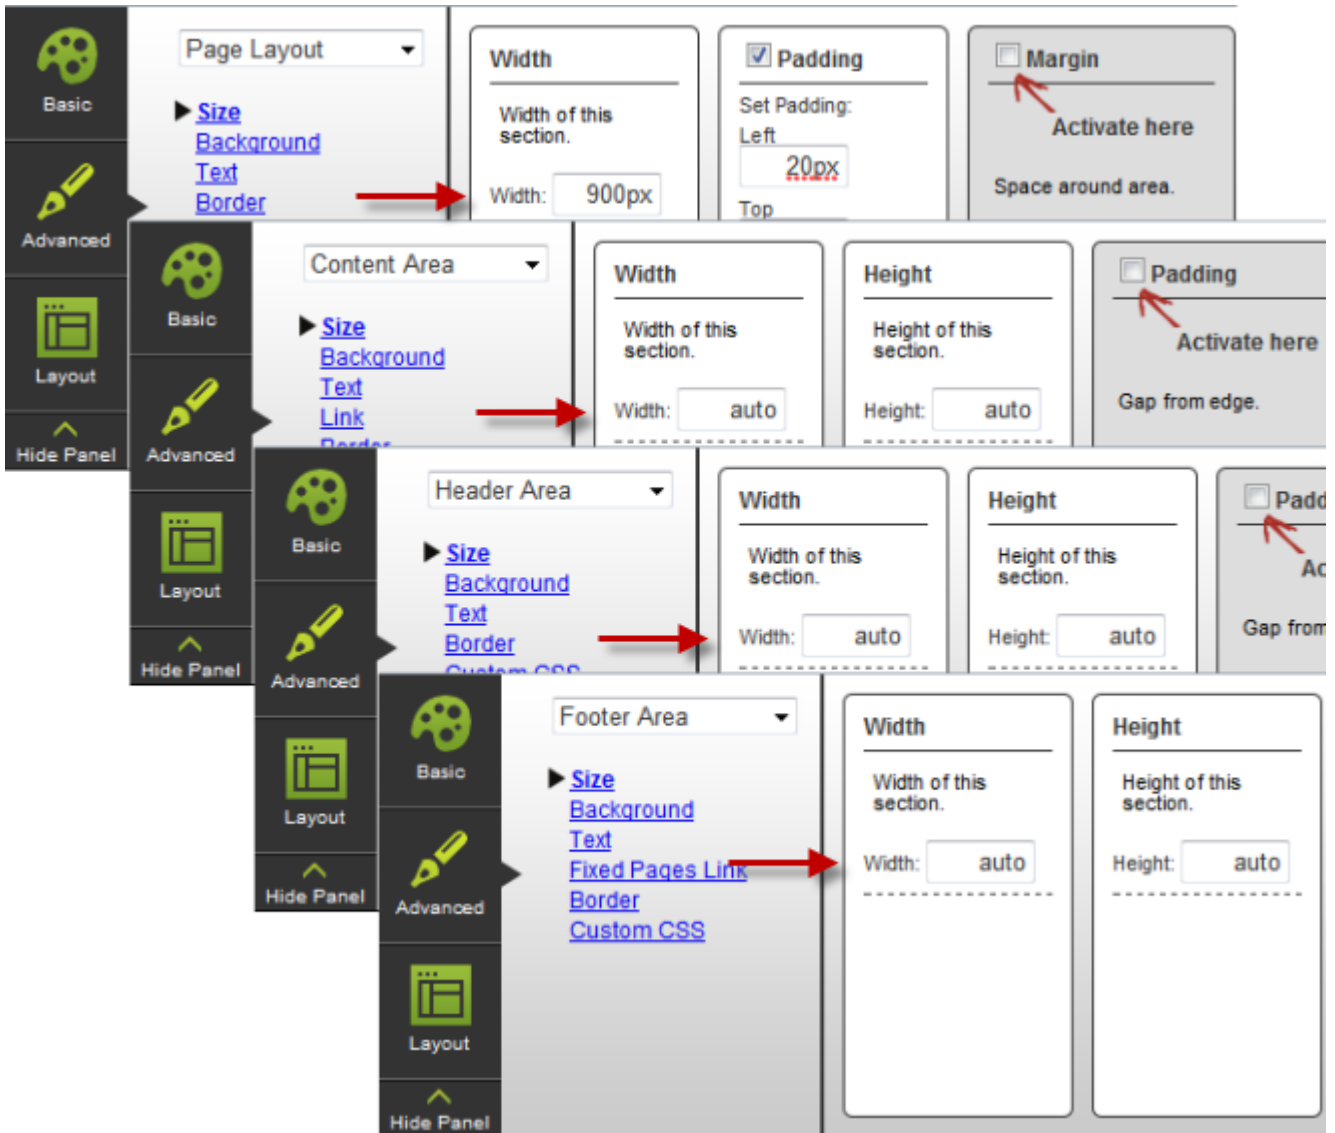 Basic
Advanced
Layout
Hide Panel
Page Layout
Size
Background
Text
Border
Width
Width of this
section.
Width: 900px
Padding
Set Padding:
Left
20px
Top
Margin
Activate here
Space around area.
Basic
Advanced
Layout
Hide Panel
Content Area
Size
Background
Text
Link
Border
Width
Width of this
section.
Width: auto
Height
Height of this
section.
Height: auto
Padding
Activate here
Gap from edge.
Basic
Advanced
Layout
Hide Panel
Header Area
Size
Background
Text
Border
Custom CSS
Width
Width of this
section.
Width: auto
Height
Height of this
section.
Height: auto
Padd
Ac
Gap from
Basic
Advanced
Layout
Hide Panel
Footer Area
Size
Background
Text
Fixed Pages Link
Border
Custom CSS
Width
Width of this
section.
Width: auto
Height
Height of this
section.
Height: auto